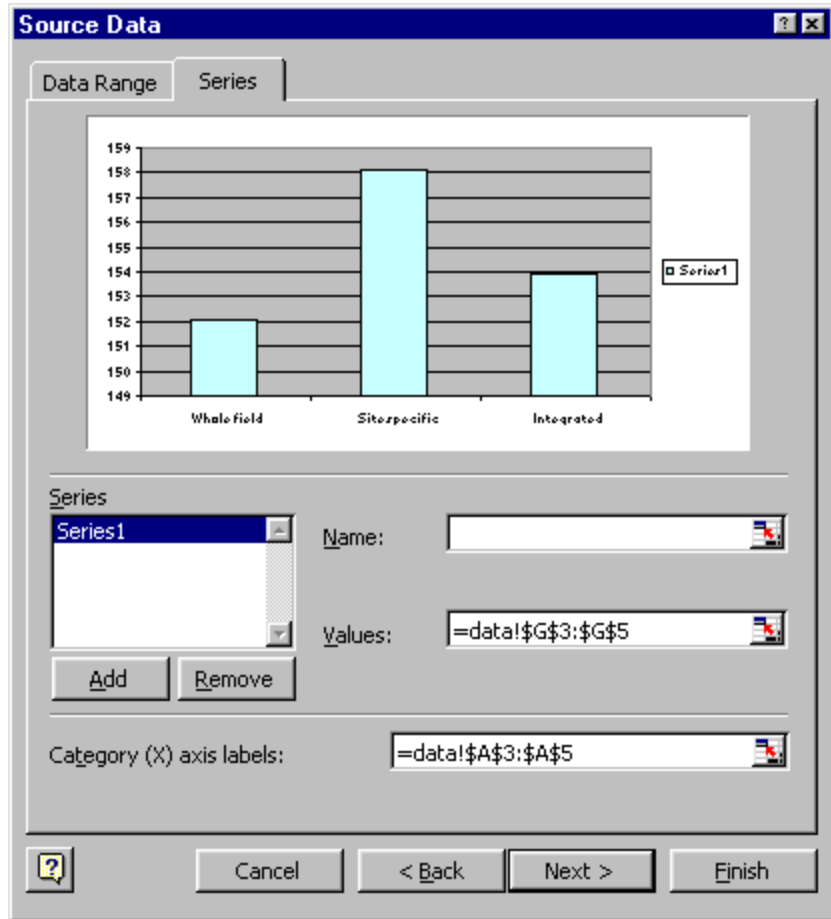 Source Data
Data Range
Series
159
158
157
156
155
154
153
152
151
150
149
Series1
Whole field
Sitespecific
Integrated
Series
Series1
Name:
Values:
=data!$G$3:$G$5
Add
Remove
Category (X) axis labels:
=data!$A$3:$A$5
Cancel
< Back
Next >
Finish